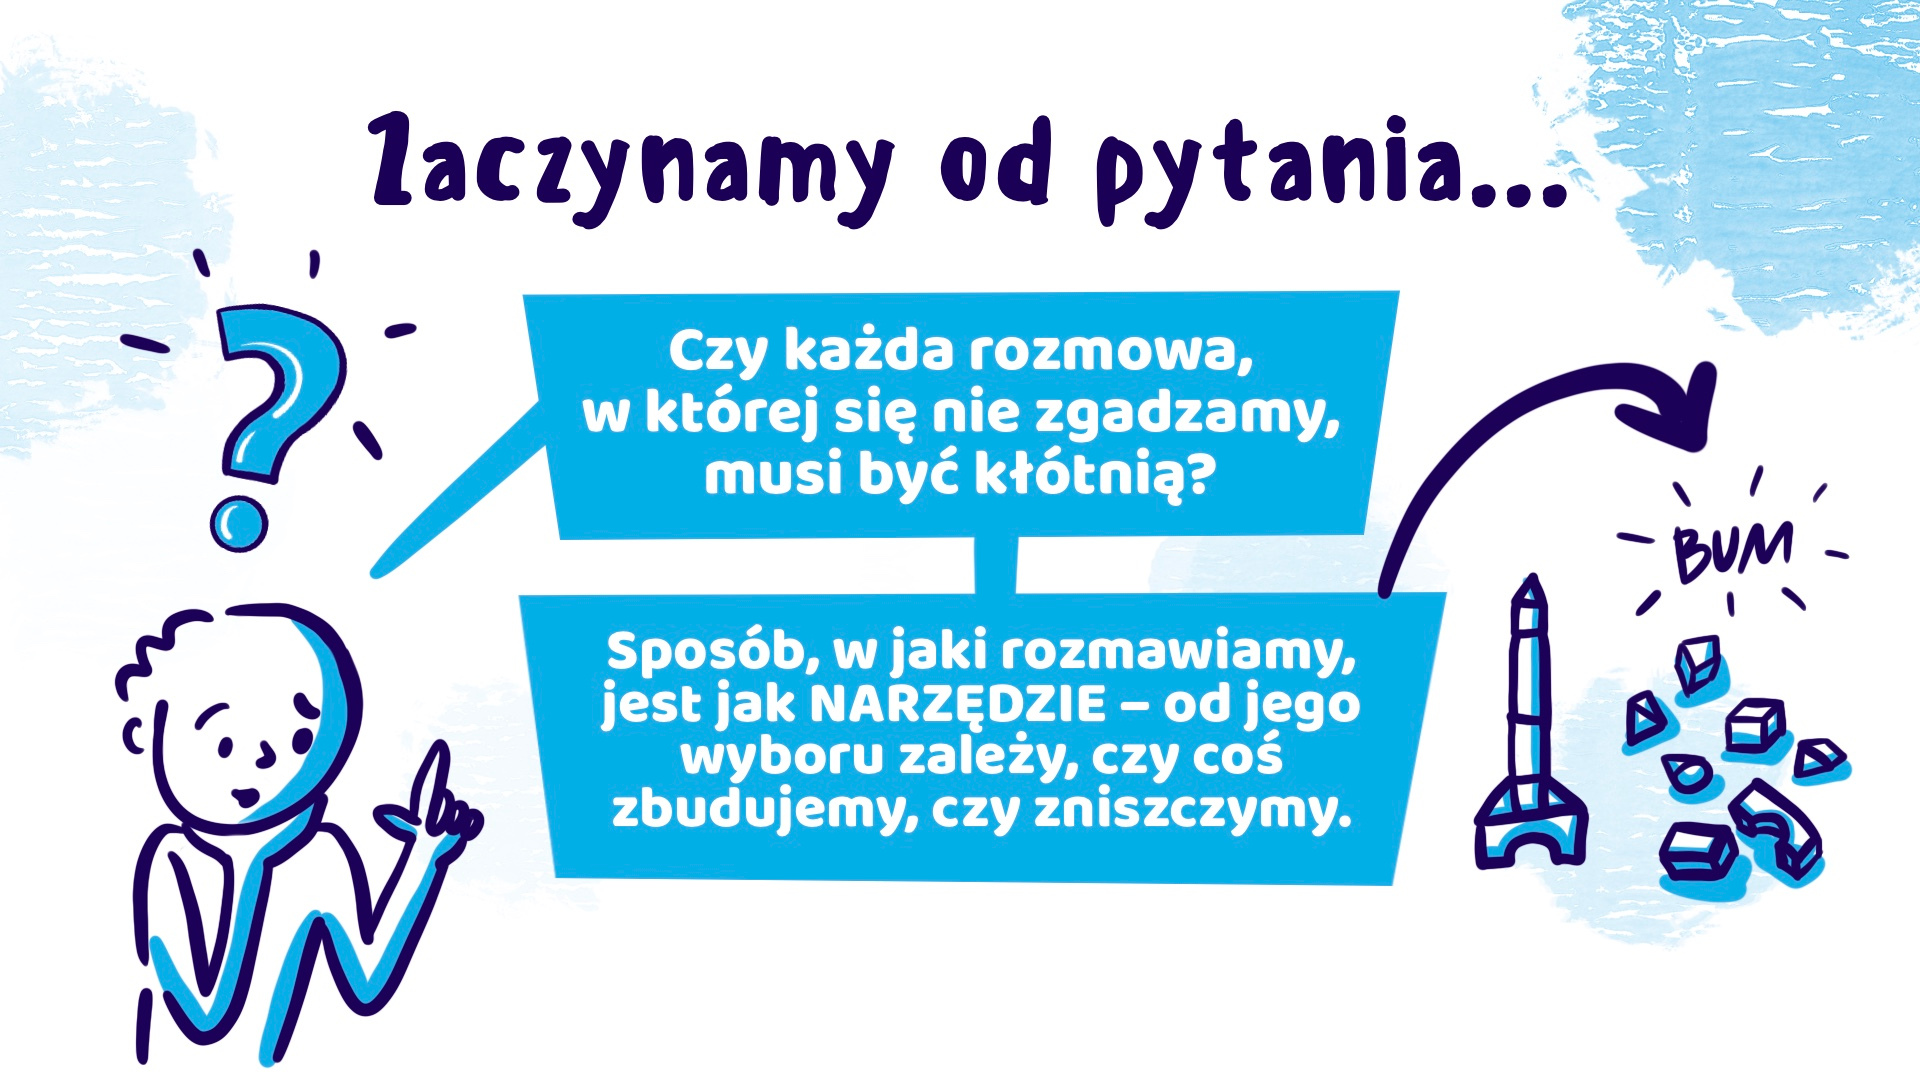 Zaczynamy od pytania...
Czy każda rozmowa,
w której się nie zgadzamy,
musi być kłótnią?
Sposób, w jaki rozmawiamy,
jest jak NARZĘDZIE – od jego
wyboru zależy, czy coś
zbudujemy, czy zniszczymy.
BUM